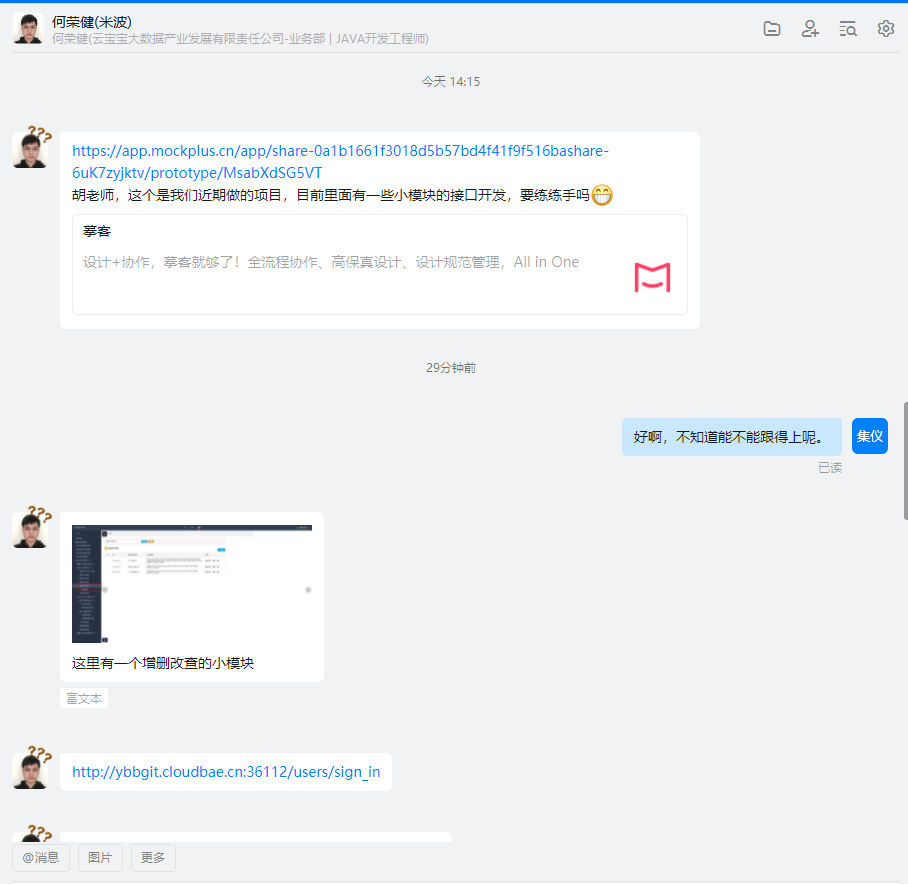 何荣健(米波)
何荣健(云宝宝大数据产业发展有限责任公司-业务部 | JAVA开发工程师)
今天 14:15
https://app.mockplus.cn/app/share-0a1b1661f3018d5b57bd4f41f9f516bashare-
6uK7zyjktv/prototype/MsabXdSG5VT
胡老师，这个是我们近期做的项目，目前里面有一些小模块的接口开发，要练练手吗
摹客
设计+协作，摹客就够了！全流程协作、高保真设计、设计规范管理，All in One
29分钟前
好啊，不知道能不能跟得上呢。
集仪
已读
这里有一个增删改查的小模块
富文本
http://ybbgit.cloudbae.cn:36112/users/sign_in
@消息
图片
更多